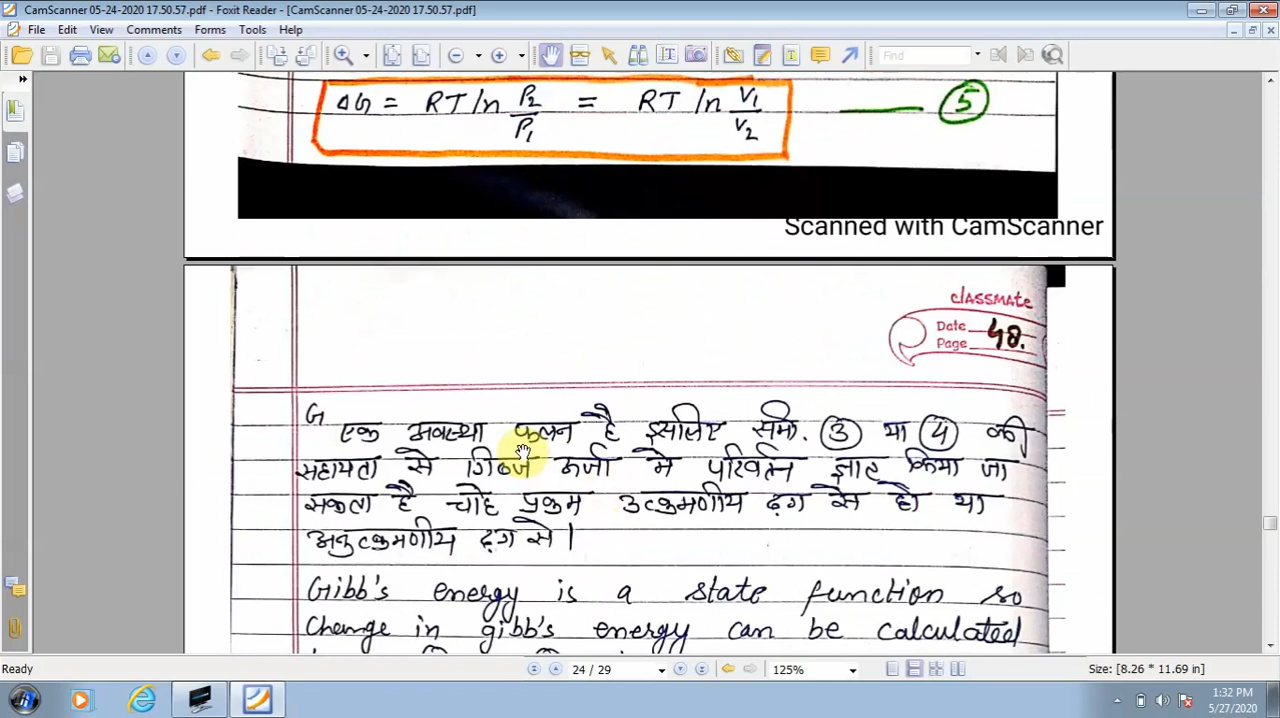 CamScanner 05-24-2020 17.50.57.pdf - Foxit Reader - [CamScanner 05-24-2020 17.50.57.pdf]
File Edit View Comments Forms Tools Help
Find
ΔG = RT ln P2/P1 = RT ln V1/V2 ——— 5
Scanned with CamScanner
classmate
Date
Page 48.
G
एक अवस्था फलन है इसलिए समी. 3 या 4 की
सहायता से गिब्ज ऊर्जा मे परिवर्तन ज्ञात किया जा
सकता है चाहे प्रक्रम उत्क्रमणीय ढ़ग से हो या
अनुत्क्रमणीय ढ़ग से।
Gibb's energy is a state function so
change in gibb's energy can be calculated
Ready
24 / 29
125%
Size: [8.26 * 11.69 in]
1:32 PM
5/27/2020